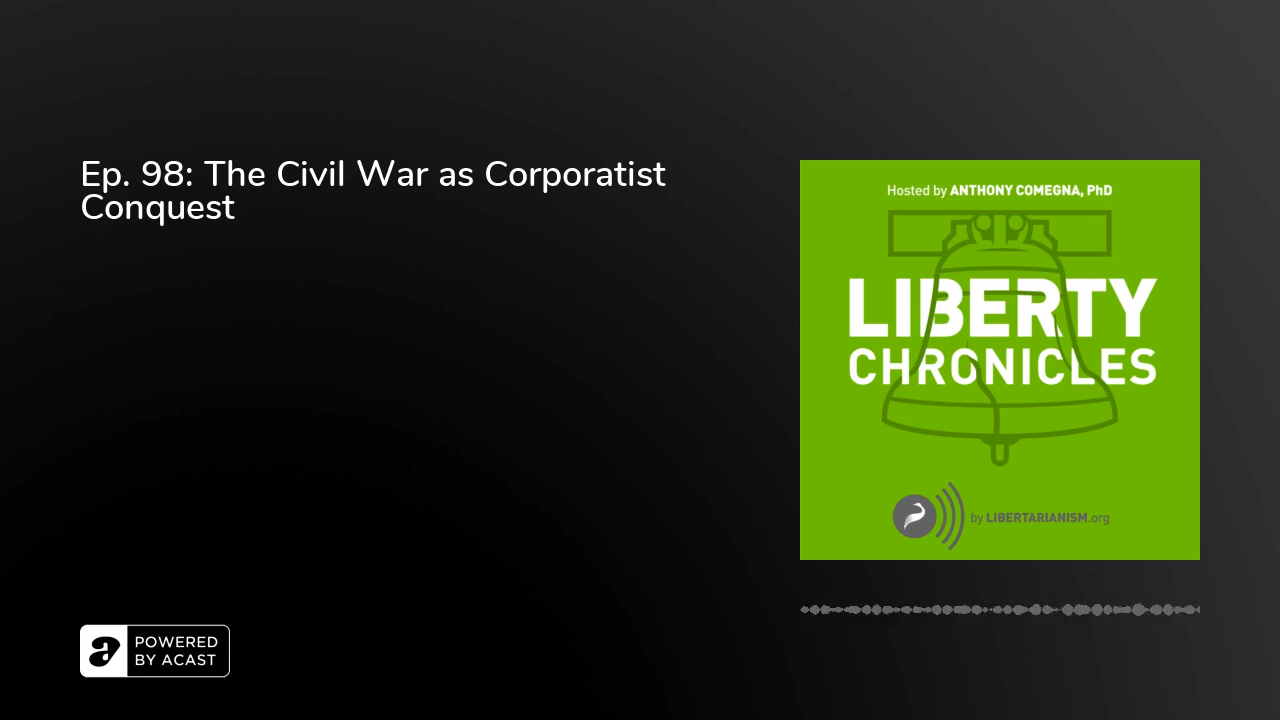 Ep. 98: The Civil War as Corporatist
Conquest
Hosted by ANTHONY COMEGNA, PhD
LIBERTY
CHRONICLES
by LIBERTARIANISM.org
a
POWERED
BY ACAST